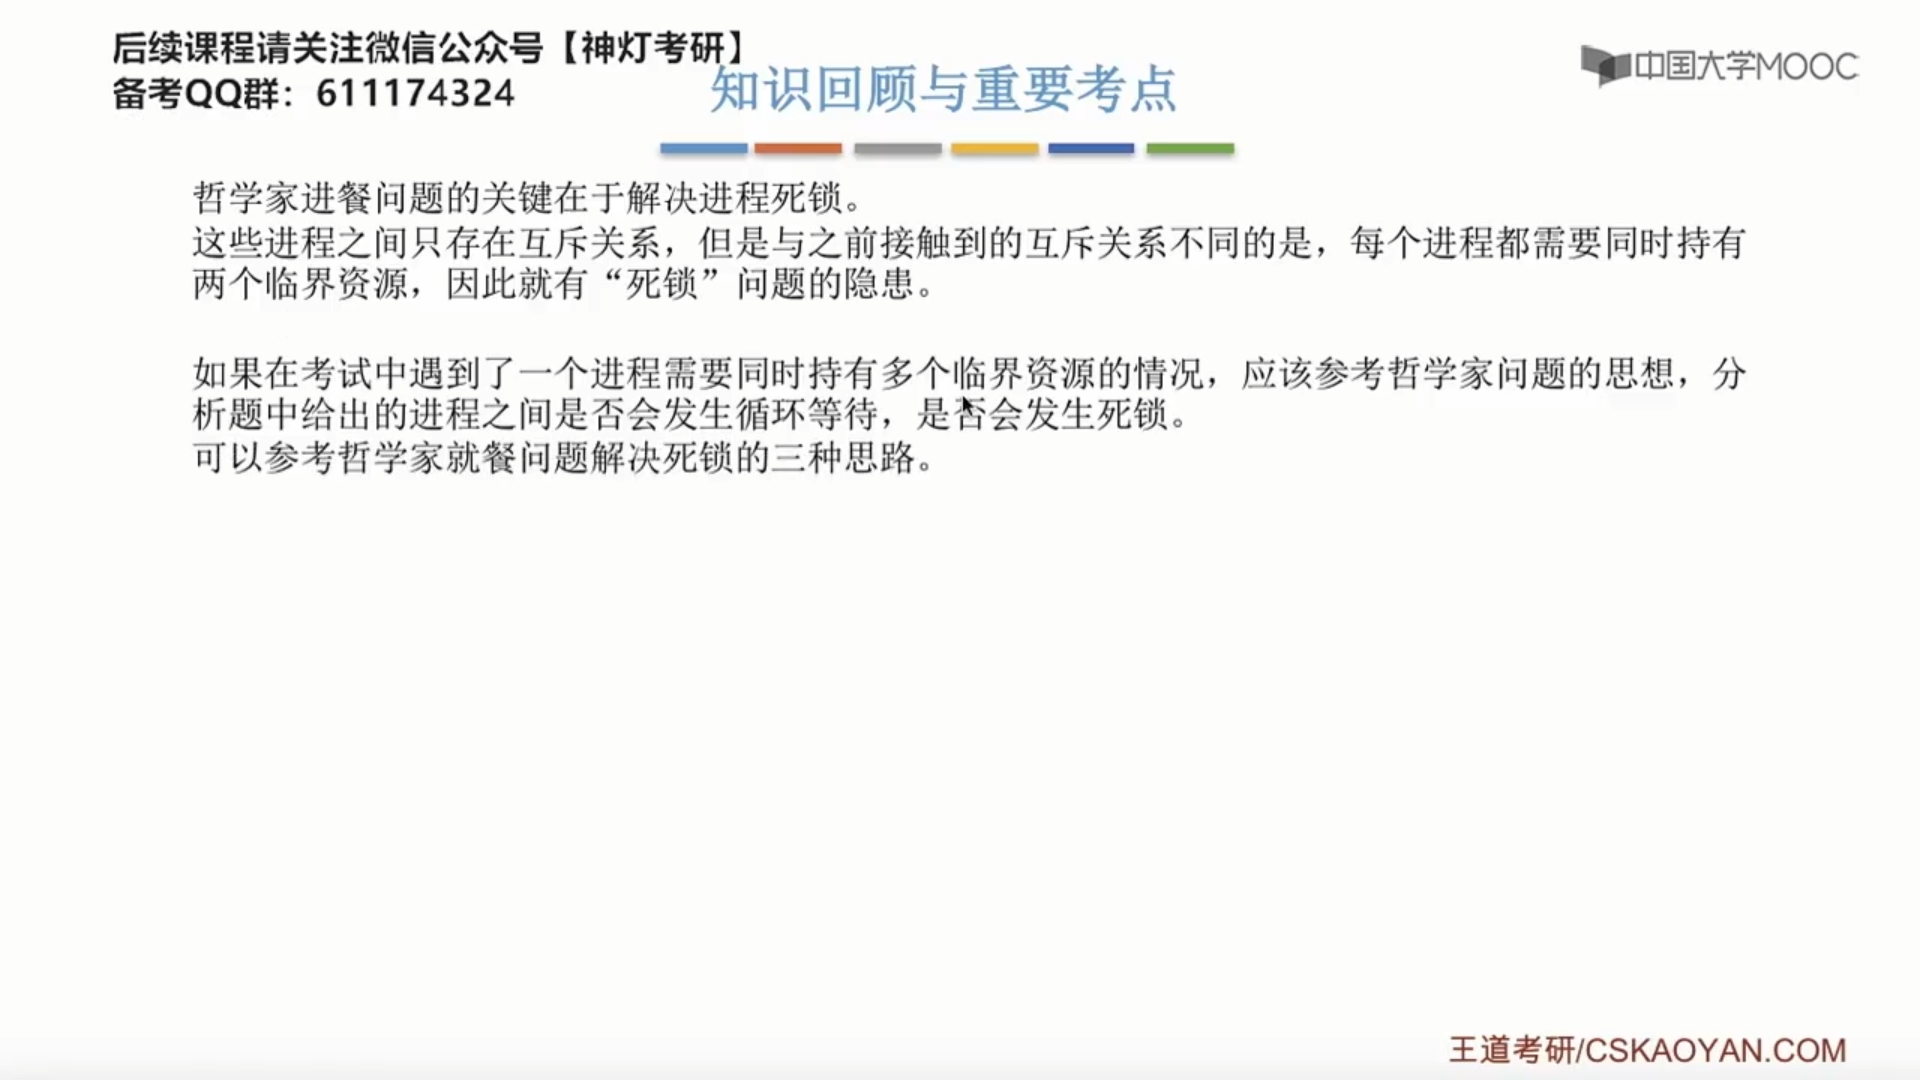 后续课程请关注微信公众号【神灯考研】
备考QQ群：611174324
知识回顾与重要考点
中国大学MOOC
哲学家进餐问题的关键在于解决进程死锁。
这些进程之间只存在互斥关系，但是与之前接触到的互斥关系不同的是，每个进程都需要同时持有
两个临界资源，因此就有“死锁”问题的隐患。
如果在考试中遇到了一个进程需要同时持有多个临界资源的情况，应该参考哲学家问题的思想，分
析题中给出的进程之间是否会发生循环等待，是否会发生死锁。
可以参考哲学家就餐问题解决死锁的三种思路。
王道考研/CSKAOYAN.COM